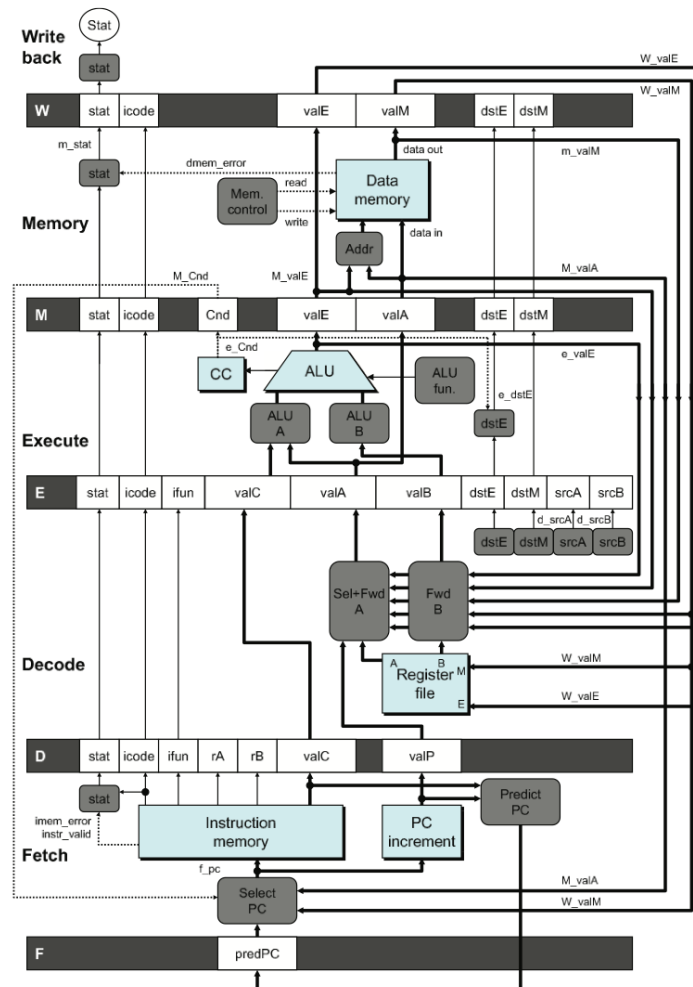 Stat
Write
back
stat
W_valE
W_valM
W stat icode valE valM dstE dstM
m_stat
data out
m_valM
dmem_error
stat
read
Mem.
control
write
Data
memory
Memory
data in
Addr
M_Cnd
M_valE
M_valA
M stat icode Cnd valE valA dstE dstM
e_Cnd
e_valE
CC
ALU
ALU
fun.
e_dstE
ALU
A
ALU
B
dstE
Execute
E stat icode ifun valC valA valB dstE dstM srcA srcB
d_srcA d_srcB
dstE dstM srcA srcB
Sel+Fwd
A
Fwd
B
Decode
A B
M
Register
file
E
W_valM
W_valE
D stat icode ifun rA rB valC valP
stat
Predict
PC
imem_error
instr_valid
Instruction
memory
PC
increment
Fetch
f_pc
Select
PC
M_valA
W_valM
F predPC